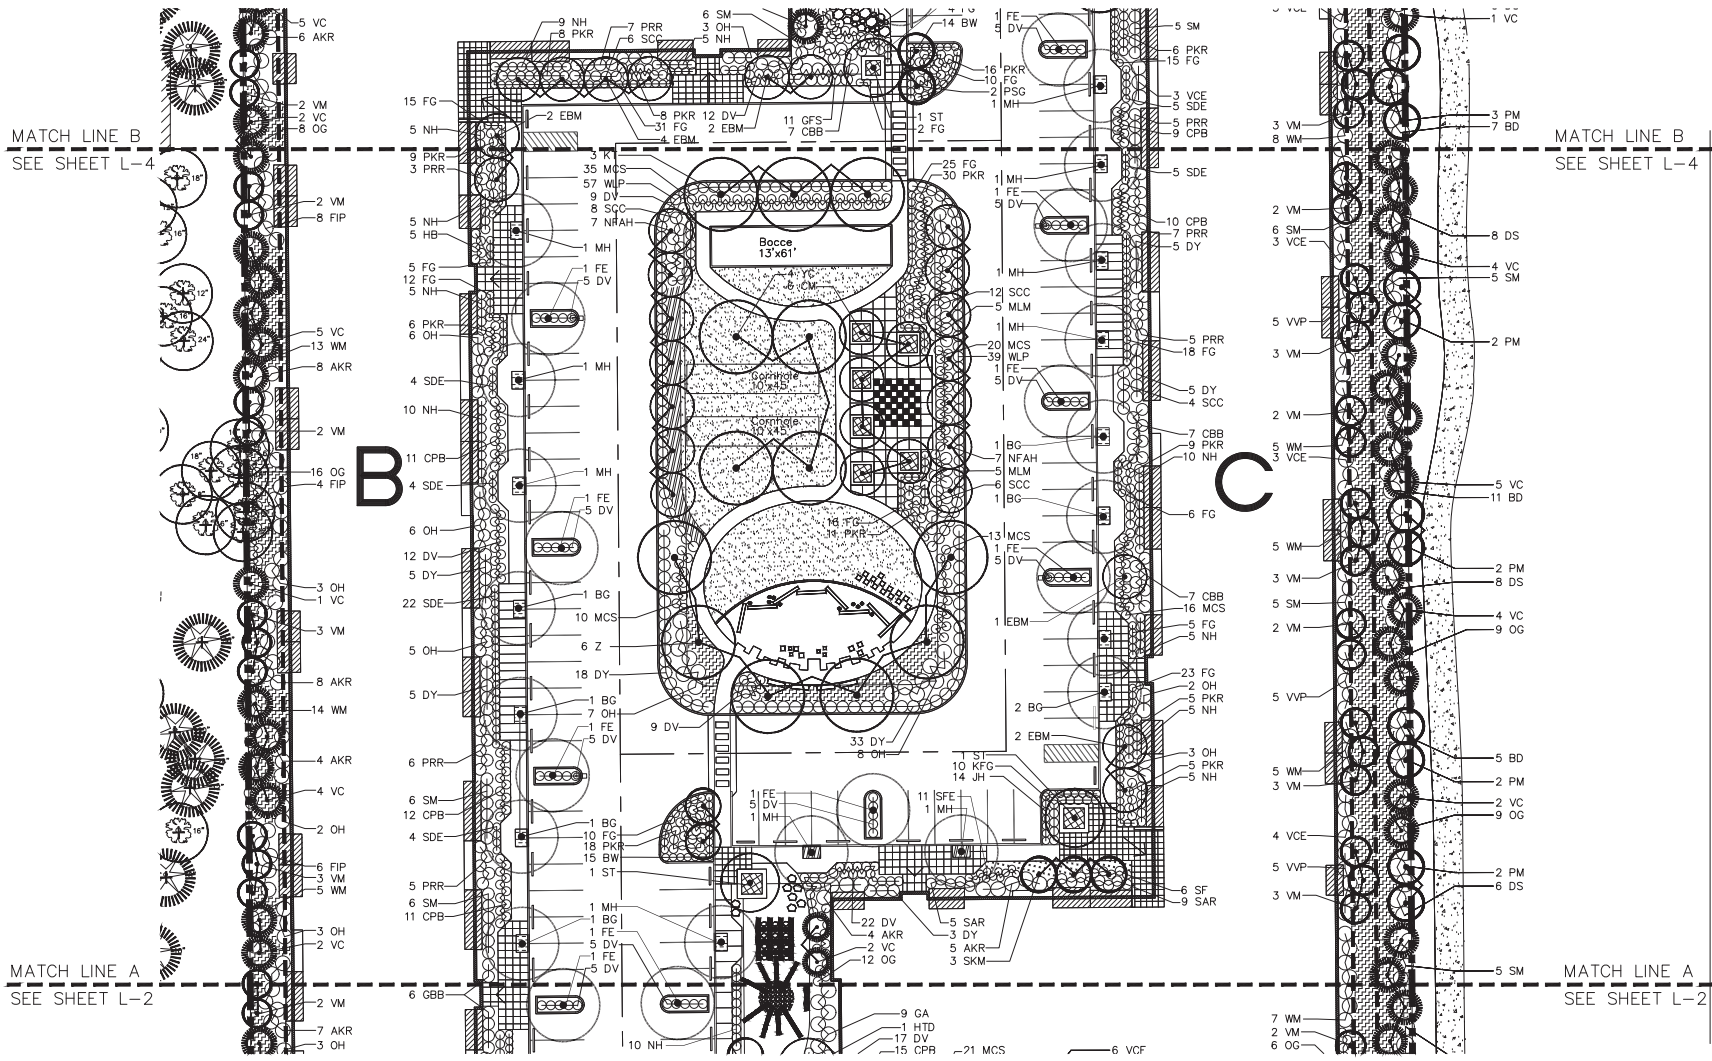 5 VC
6 AKR
2 VM
2 VC
8 OG
MATCH LINE B
SEE SHEET L-4
18"
16"
2 VM
8 FIP
12"
16"
24"
5 VC
13 WM
8 AKR
2 VM
18"
16 OG
4 FIP
3 OH
1 VC
3 VM
8 AKR
14 WM
4 AKR
4 VC
2 OH
16"
6 FIP
3 VM
5 WM
3 OH
2 VC
MATCH LINE A
SEE SHEET L-2
2 VM
7 AKR
3 OH
B
9 NH
8 PKR
7 PRR
6 SCC
6 SM
3 OH
5 NH
14 BW
16 PKR
10 FG
2 PSG
1 MH
15 FG
5 NH
2 EBM
8 PKR
31 FG
4 EBM
12 DV
2 EBM
11 GFS
7 CBB
1 ST
2 FG
9 PKR
3 PRR
3 KT
35 MCS
57 WLP
9 DV
8 SCC
7 NFAH
25 FG
30 PKR
5 NH
5 HB
1 MH
5 FG
12 FG
5 NH
1 FE
5 DV
6 PKR
6 OH
1 MH
4 SDE
10 NH
11 CPB
4 SDE
1 MH
1 FE
5 DV
6 OH
12 DV
5 DY
22 SDE
1 BG
10 MCS
6 Z
18 DY
5 OH
5 DY
1 BG
7 OH
1 FE
5 DV
9 DV
6 PRR
6 SM
12 CPB
4 SDE
1 BG
10 FG
18 PKR
15 BW
1 ST
5 PRR
6 SM
11 CPB
1 MH
1 BG
1 FE
5 DV
1 FE
5 DV
6 GBB
10 NH
Bocce
13'x61'
4 YC
6 CM
Cornhole
10'x45'
Cornhole
10'x45'
16 FG
11 PKR
33 DY
8 OH
1 FE
5 DV
1 MH
11 SFE
1 MH
1 ST
10 KFG
14 JH
22 DV
4 AKR
2 VC
12 OG
5 SAR
3 DY
5 AKR
3 SKM
6 SF
9 SAR
9 GA
1 HTD
17 DV
15 CPB
21 MCS
6 VCE
1 FE
5 DV
5 SM
6 PKR
15 FG
3 VCE
5 SDE
5 PRR
9 CPB
1 MH
1 FE
5 DV
5 SDE
10 CPB
7 PRR
5 DY
1 MH
12 SCC
5 MLM
1 MH
20 MCS
39 WLP
1 FE
5 DV
5 PRR
18 FG
5 DY
4 SCC
1 BG
7 NFAH
5 MLM
6 SCC
1 BG
7 CBB
9 PKR
10 NH
6 FG
13 MCS
1 FE
5 DV
1 EBM
7 CBB
16 MCS
5 FG
5 NH
23 FG
2 OH
5 PKR
5 NH
2 BG
2 EBM
3 OH
5 PKR
5 NH
C
1 VC
3 PM
7 BD
3 VM
8 WM
MATCH LINE B
SEE SHEET L-4
2 VM
6 SM
3 VCE
8 DS
4 VC
5 SM
5 VVP
3 VM
2 PM
2 VM
5 WM
3 VCE
5 VC
11 BD
5 WM
3 VM
2 PM
8 DS
5 SM
2 VM
4 VC
9 OG
5 VVP
5 WM
3 VM
5 BD
2 PM
2 VC
9 OG
4 VCE
5 VVP
3 VM
2 PM
6 DS
5 SM
MATCH LINE A
SEE SHEET L-2
7 WM
2 VM
6 OG